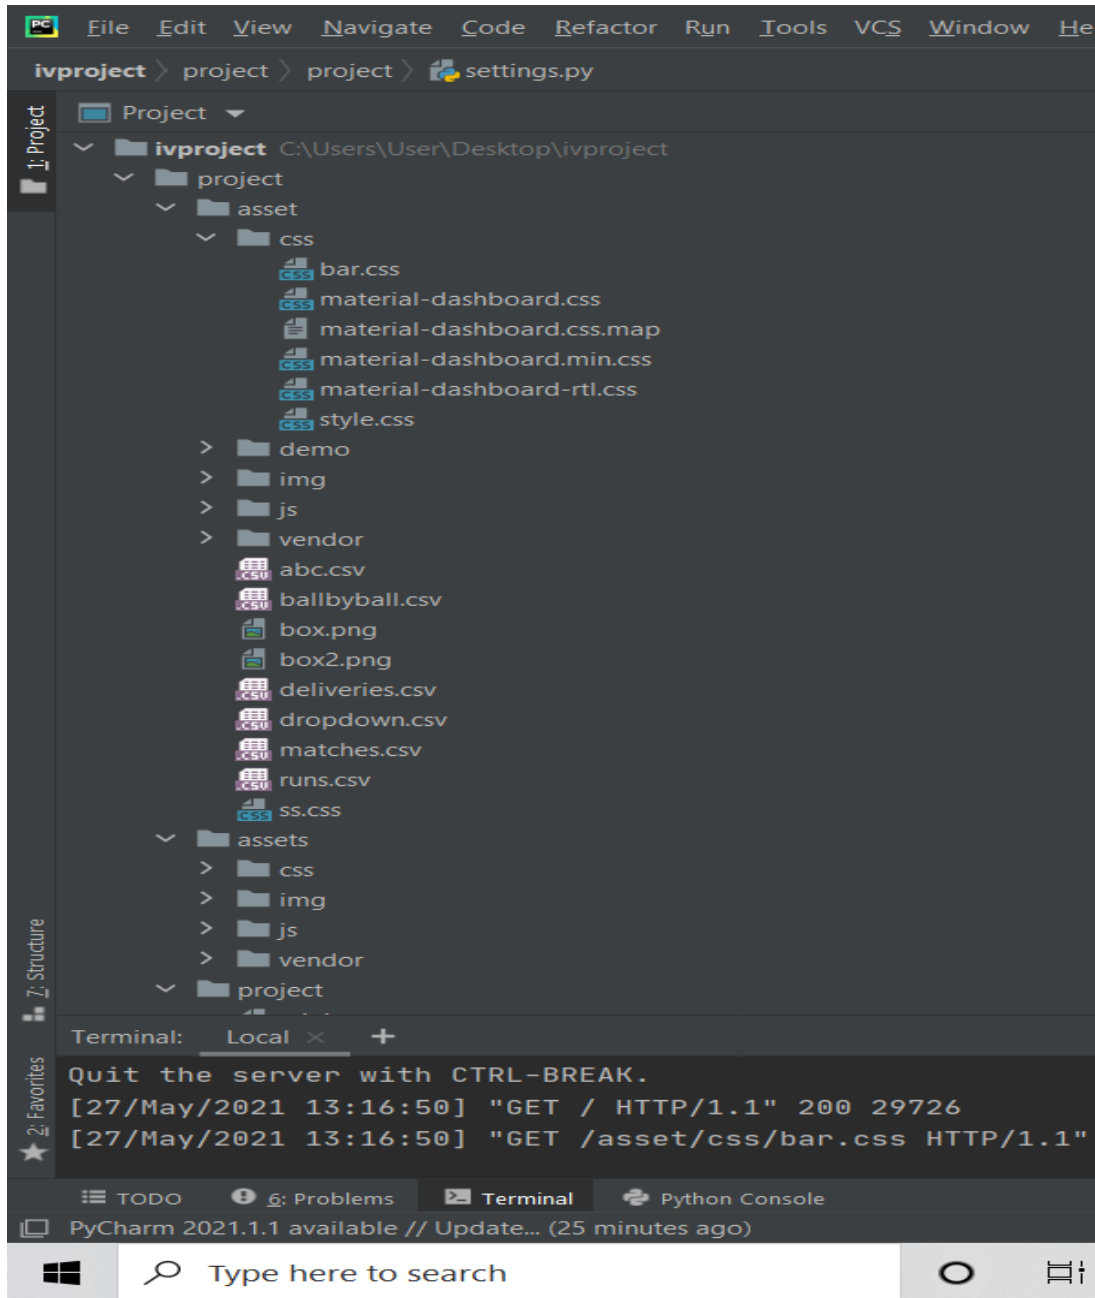 PC File Edit View Navigate Code Refactor Run Tools VCS Window He
ivproject project project settings.py
1: Project
Project
ivproject C:\Users\User\Desktop\ivproject
project
asset
css
bar.css
material-dashboard.css
material-dashboard.css.map
material-dashboard.min.css
material-dashboard-rtl.css
style.css
demo
img
js
vendor
abc.csv
ballbyball.csv
box.png
box2.png
deliveries.csv
dropdown.csv
matches.csv
runs.csv
ss.css
assets
css
img
js
vendor
project
7: Structure
2: Favorites
Terminal: Local × +
Quit the server with CTRL-BREAK.
[27/May/2021 13:16:50] "GET / HTTP/1.1" 200 29726
[27/May/2021 13:16:50] "GET /asset/css/bar.css HTTP/1.1"
TODO 6: Problems Terminal Python Console
PyCharm 2021.1.1 available // Update... (25 minutes ago)
Type here to search